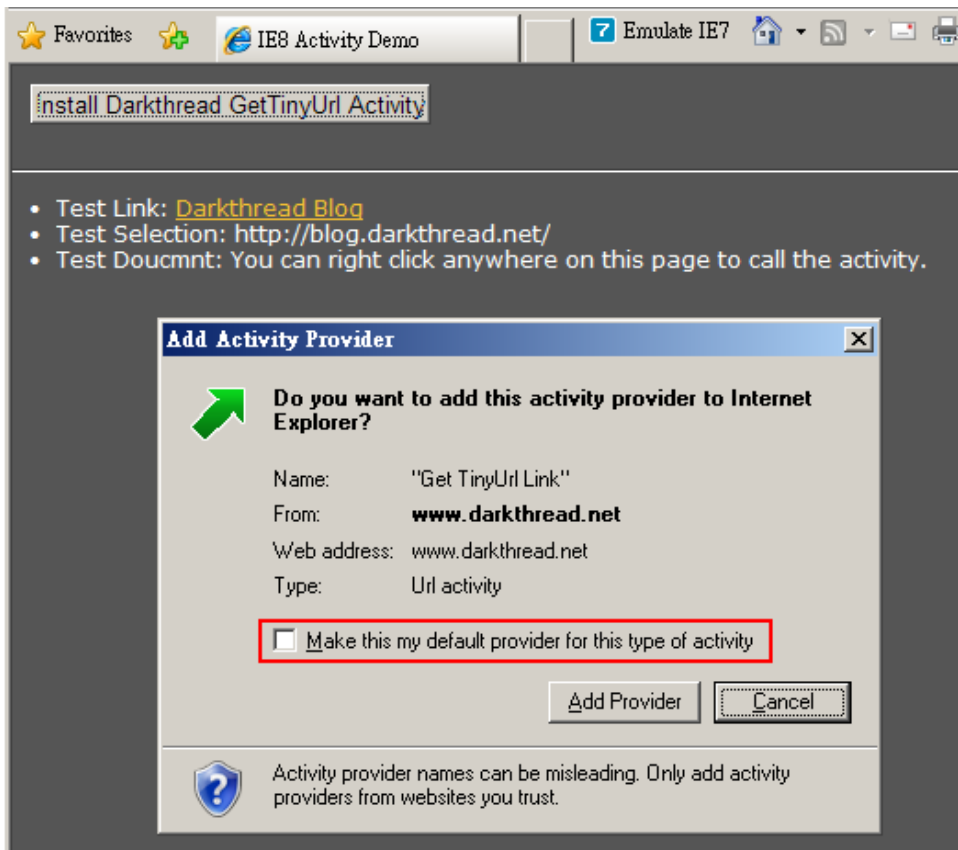 Favorites
IE8 Activity Demo
7 Emulate IE7
Install Darkthread GetTinyUrl Activity
• Test Link: Darkthread Blog
• Test Selection: http://blog.darkthread.net/
• Test Doucmnt: You can right click anywhere on this page to call the activity.
Add Activity Provider
Do you want to add this activity provider to Internet
Explorer?
Name: "Get TinyUrl Link"
From: www.darkthread.net
Web address: www.darkthread.net
Type: Url activity
Make this my default provider for this type of activity
Add Provider Cancel
Activity provider names can be misleading. Only add activity
providers from websites you trust.